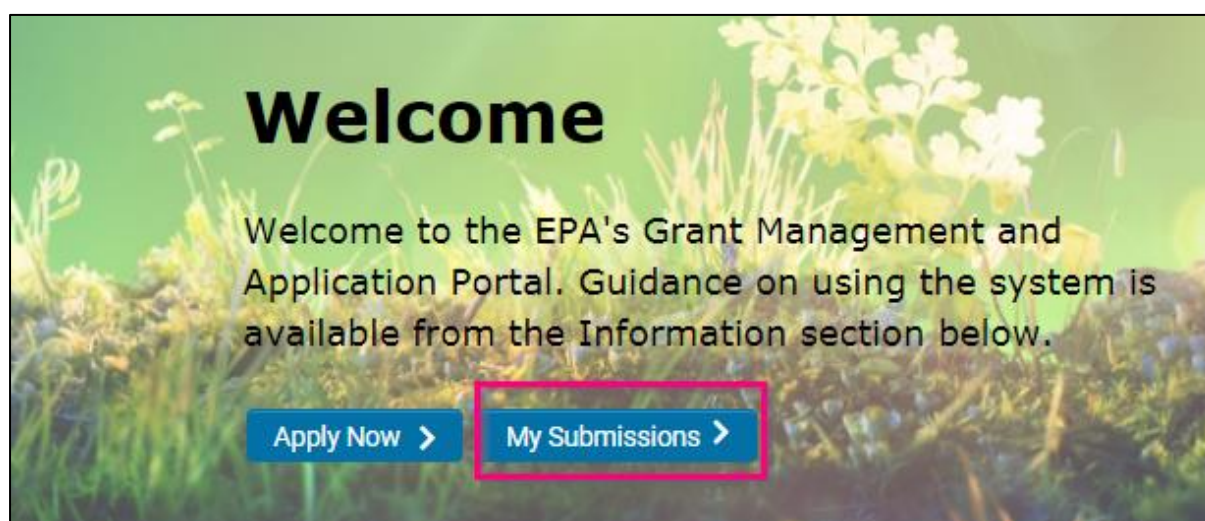 Welcome
Welcome to the EPA's Grant Management and
Application Portal. Guidance on using the system is
available from the Information section below.
Apply Now
My Submissions